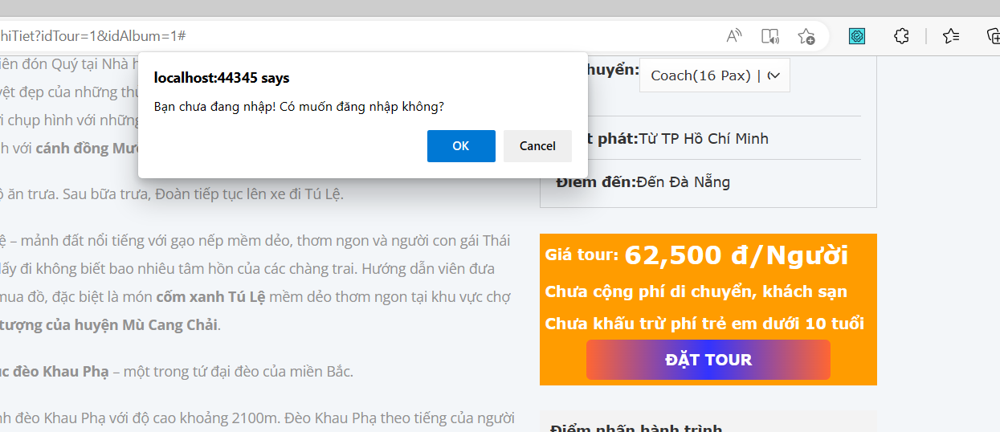 hiTiet?idTour=1&idAlbum=1#
localhost:44345 says
Bạn chưa đang nhập! Có muốn đăng nhập không?
OK
Cancel
iên đón Quý tại Nhà
yệt đẹp của những
i chụp hình với những
h với cánh đồng
ộ ăn trưa. Sau bữa trưa, Đoàn tiếp tục lên xe đi Tú Lệ.
ệ – mảnh đất nổi tiếng với gạo nếp mềm dẻo, thơm ngon và người con gái Thái
lấy đi không biết bao nhiêu tâm hồn của các chàng trai. Hướng dẫn viên đưa
mua đồ, đặc biệt là món cốm xanh Tú Lệ mềm dẻo thơm ngon tại khu vực chợ
tượng của huyện Mù Cang Chải.
ục đèo Khau Phạ – một trong tứ đại đèo của miền Bắc.
nh đèo Khau Phạ với độ cao khoảng 2100m. Đèo Khau Phạ theo tiếng của người
huyển:
Coach(16 Pax) |
t phát:Từ TP Hồ Chí Minh
Điểm đến:Đến Đà Nẵng
Giá tour: 62,500 đ/Người
Chưa cộng phí di chuyển, khách sạn
Chưa khấu trừ phí trẻ em dưới 10 tuổi
ĐẶT TOUR
Điểm nhấn hành trình